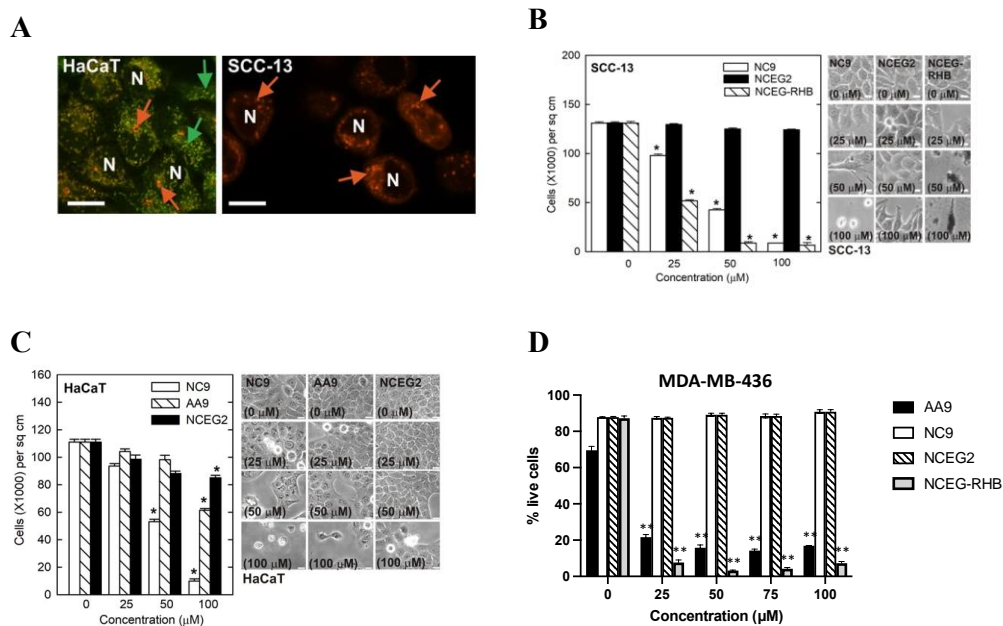 A
HaCaT
N
N
N
SCC-13
N
N
N
B
SCC-13
NC9
NCEG2
NCEG-RHB
200
150
100
50
0
Cells (X1000) per sq cm
*
*
*
*
*
*
0 25 50 100
Concentration (µM)
NC9 NCEG2 NCEG-
RHB
(0 µM) (0 µM) (0 µM)
(25 µM) (25 µM) (25 µM)
(50 µM) (50 µM) (50 µM)
(100 µM) (100 µM) (100 µM)
SCC-13
C
HaCaT
NC9
AA9
NCEG2
160
140
120
100
80
60
40
20
0
Cells (X1000) per sq cm
*
*
*
*
0 25 50 100
Concentration (µM)
NC9 AA9 NCEG2
(0 µM) (0 µM) (0 µM)
(25 µM) (25 µM) (25 µM)
(50 µM) (50 µM) (50 µM)
(100 µM) (100 µM) (100 µM)
HaCaT
D
MDA-MB-436
AA9
NC9
NCEG2
NCEG-RHB
100
80
60
40
20
0
% live cells
** ** ** ** ** ** ** **
0 25 50 75 100
Concentration (µM)